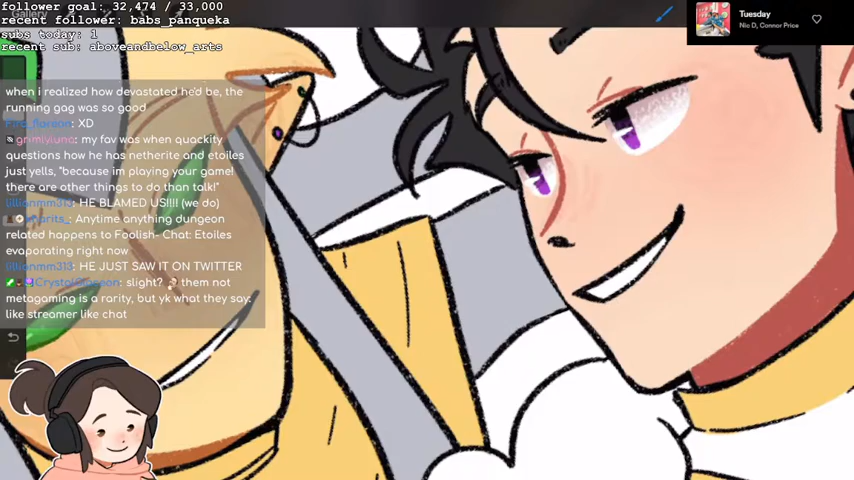 follower goal: 32,474 / 33,000
recent follower: babs_panqueka
subs today: 1
recent sub: aboveandbelow_arts
Tuesday
Nio D, Connor Price
when i realized how devastated he'd be, the
running gag was so good
: XD
grimlyluna: my fav was when quackity
questions how he has netherite and etoiles
just yells, "because im playing your game!
there are other things to do than talk!"
lillianmm313: HE BLAMED US!!!! (we do)
: Anytime anything dungeon
related happens to Foolish- Chat: Etoiles
evaporating right now
lillianmm313: HE JUST SAW IT ON TWITTER
: slight? them not
metagaming is a rarity, but yk what they say:
like streamer like chat